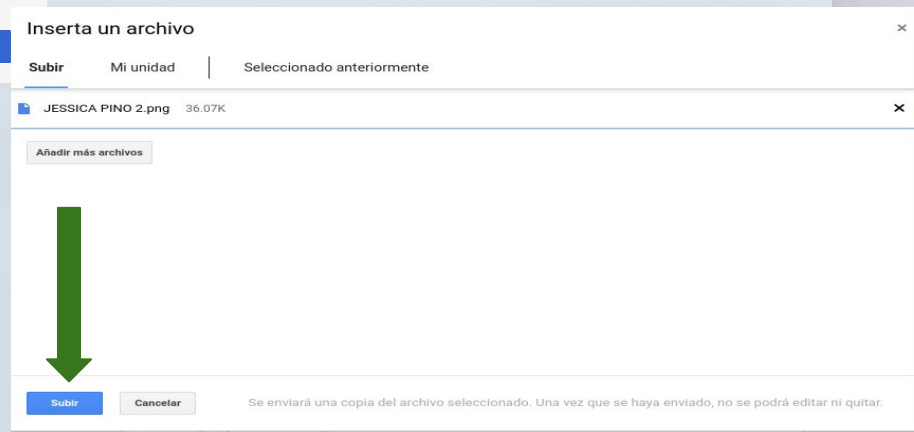 Inserta un archivo
Subir Mi unidad Seleccionado anteriormente
JESSICA PINO 2.png 36.07K
Añadir más archivos
Subir Cancelar Se enviará una copia del archivo seleccionado. Una vez que se haya enviado, no se podrá editar ni quitar.